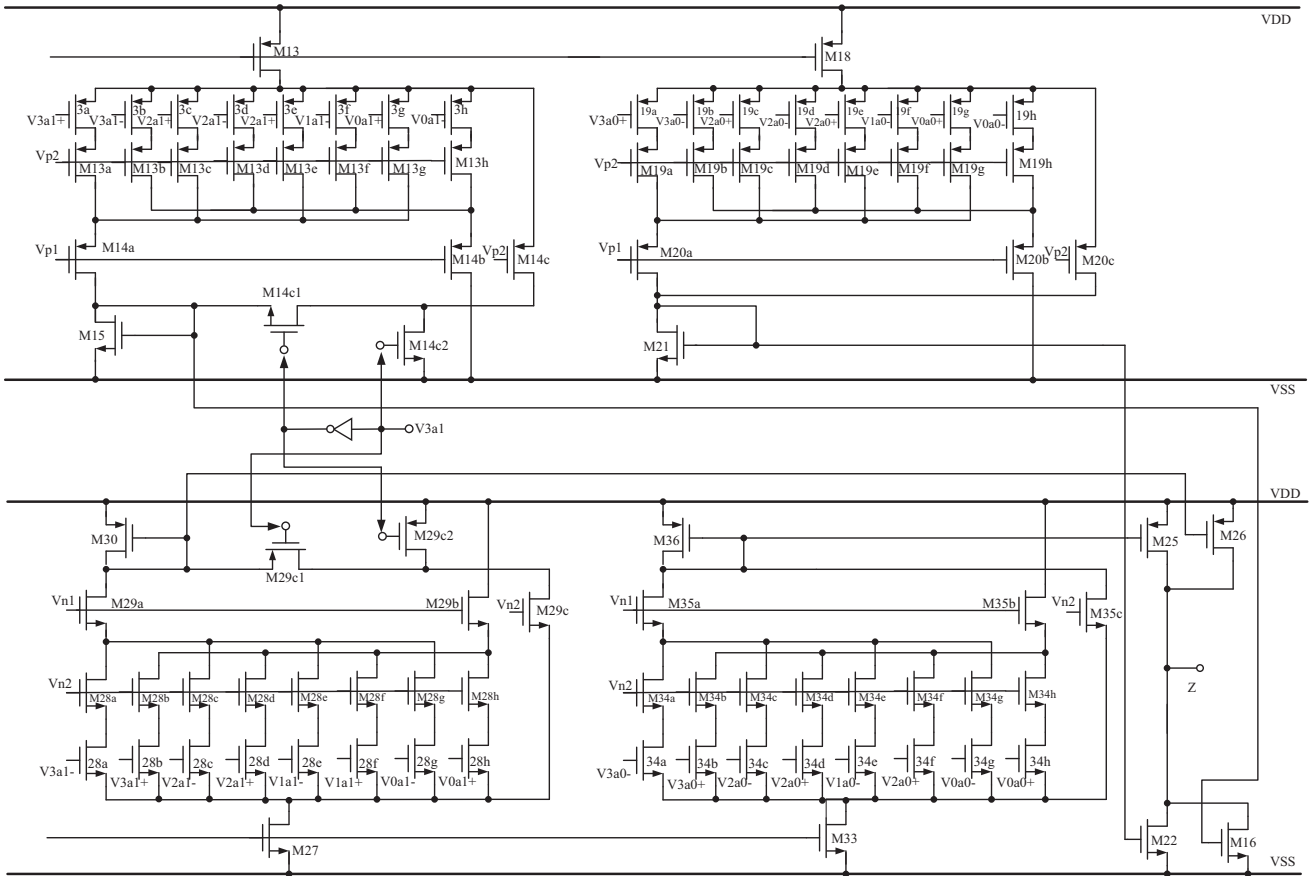 VDD
M13
M18
3a
3b
3c
3d
3e
3f
3g
3h
V3a1+
V3a1-
V2a1+
V2a1-
V2a1+
V1a1-
V0a1+
V0a1-
19a
19b
19c
19d
19e
19f
19g
19h
V3a0+
V3a0-
V2a0+
V2a0-
V2a0+
V1a0-
V0a0+
V0a0-
Vp2
M13a
M13b
M13c
M13d
M13e
M13f
M13g
M13h
Vp2
M19a
M19b
M19c
M19d
M19e
M19f
M19g
M19h
Vp1
M14a
M14b
Vp2
M14c
Vp1
M20a
M20b
Vp2
M20c
M14c1
M15
M14c2
M21
VSS
V3a1
VDD
M30
M29c2
M36
M25
M26
M29c1
Vn1
M29a
M29b
Vn2
M29c
Vn1
M35a
M35b
Vn2
M35c
Vn2
M28a
M28b
M28c
M28d
M28e
M28f
M28g
M28h
Vn2
M34a
M34b
M34c
M34d
M34e
M34f
M34g
M34h
Z
28a
28b
28c
28d
28e
28f
28g
28h
V3a1-
V3a1+
V2a1-
V2a1+
V1a1-
V1a1+
V0a1-
V0a1+
34a
34b
34c
34d
34e
34f
34g
34h
V3a0-
V3a0+
V2a0-
V2a0+
V1a0-
V2a0+
V0a0-
V0a0+
M27
M33
M22
M16
VSS